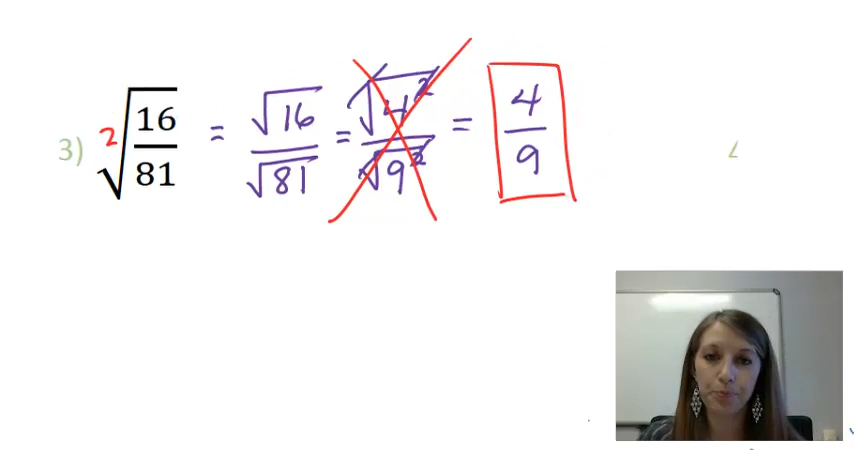 3) ²√(16/81) = √16/√81 = √4²/√9² = 4/9